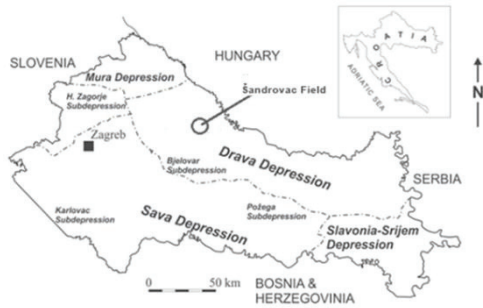 SLOVENIA
HUNGARY
Mura Depression
H. Zagorje
Subdepression
Šandrovac Field
Zagreb
Bjelovar
Subdepression
Drava Depression
SERBIA
Karlovac
Subdepression
Sava Depression
Požega
Subdepression
Slavonia-Srijem
Depression
0 50 km
BOSNIA &
HERZEGOVINA
CROATIA
ADRIATIC SEA
N